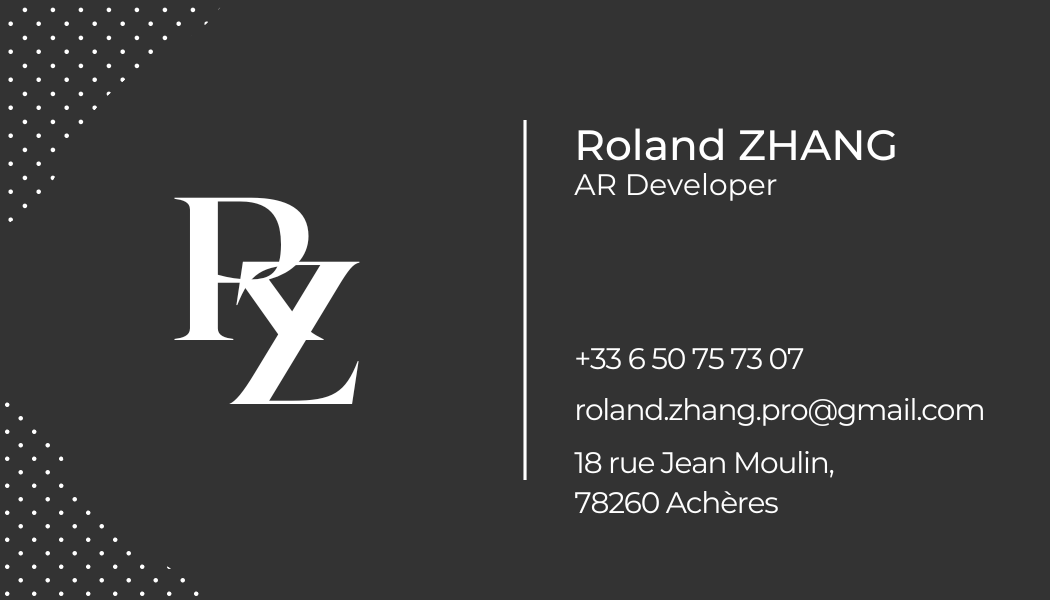 RZ
Roland ZHANG
AR Developer
+33 6 50 75 73 07
roland.zhang.pro@gmail.com
18 rue Jean Moulin,
78260 Achères